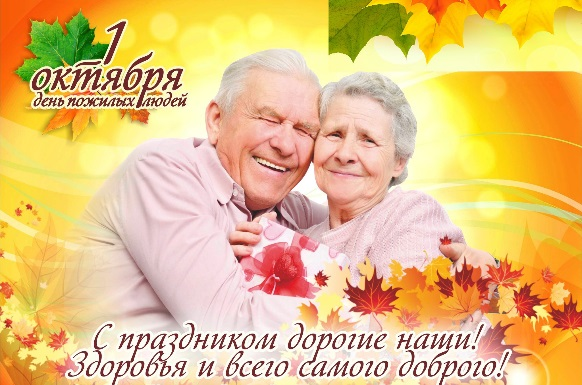 1
октября
день пожилых людей
С праздником дорогие наши!
Здоровья и всего самого доброго!